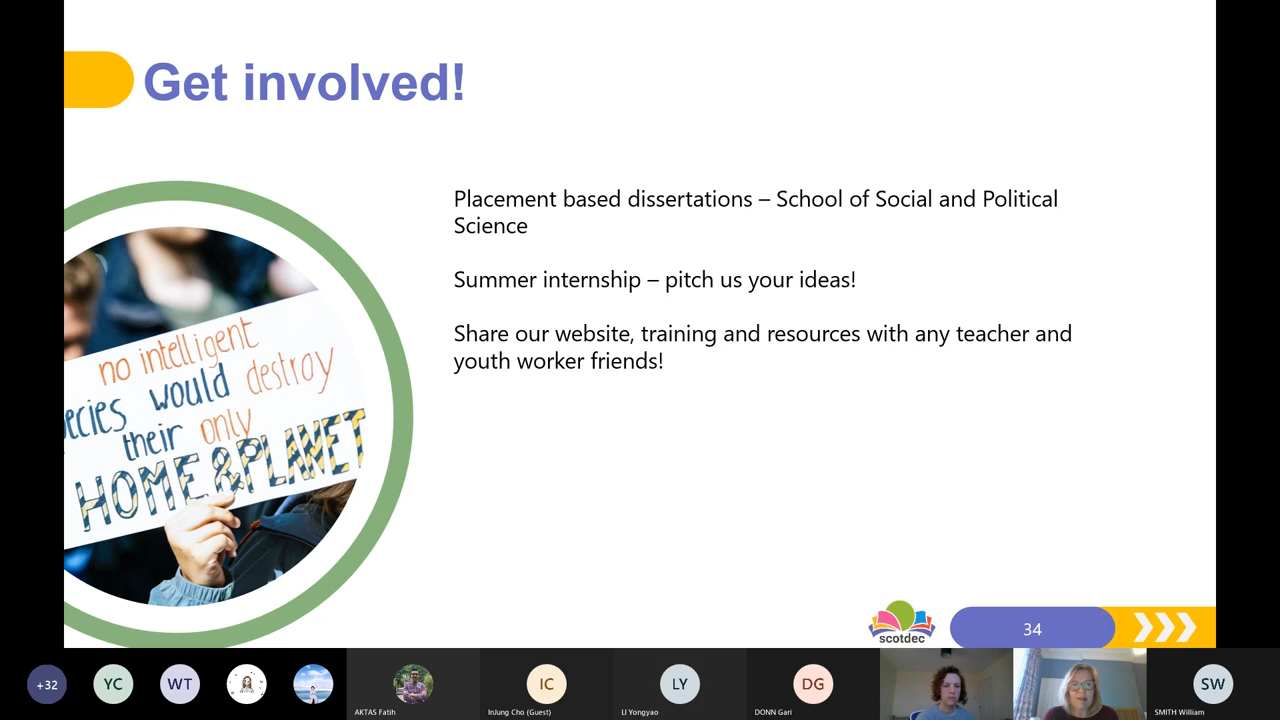 Get involved!
Placement based dissertations – School of Social and Political
Science
Summer internship – pitch us your ideas!
Share our website, training and resources with any teacher and
youth worker friends!
no intelligent
ecies would destroy
their only
HOME & PLANET
scotdec
34
+32
YC
WT
AKTAS Fatih
IC
InJung Cho (Guest)
LY
LI Yongyao
DG
DONN Gari
SW
SMITH William